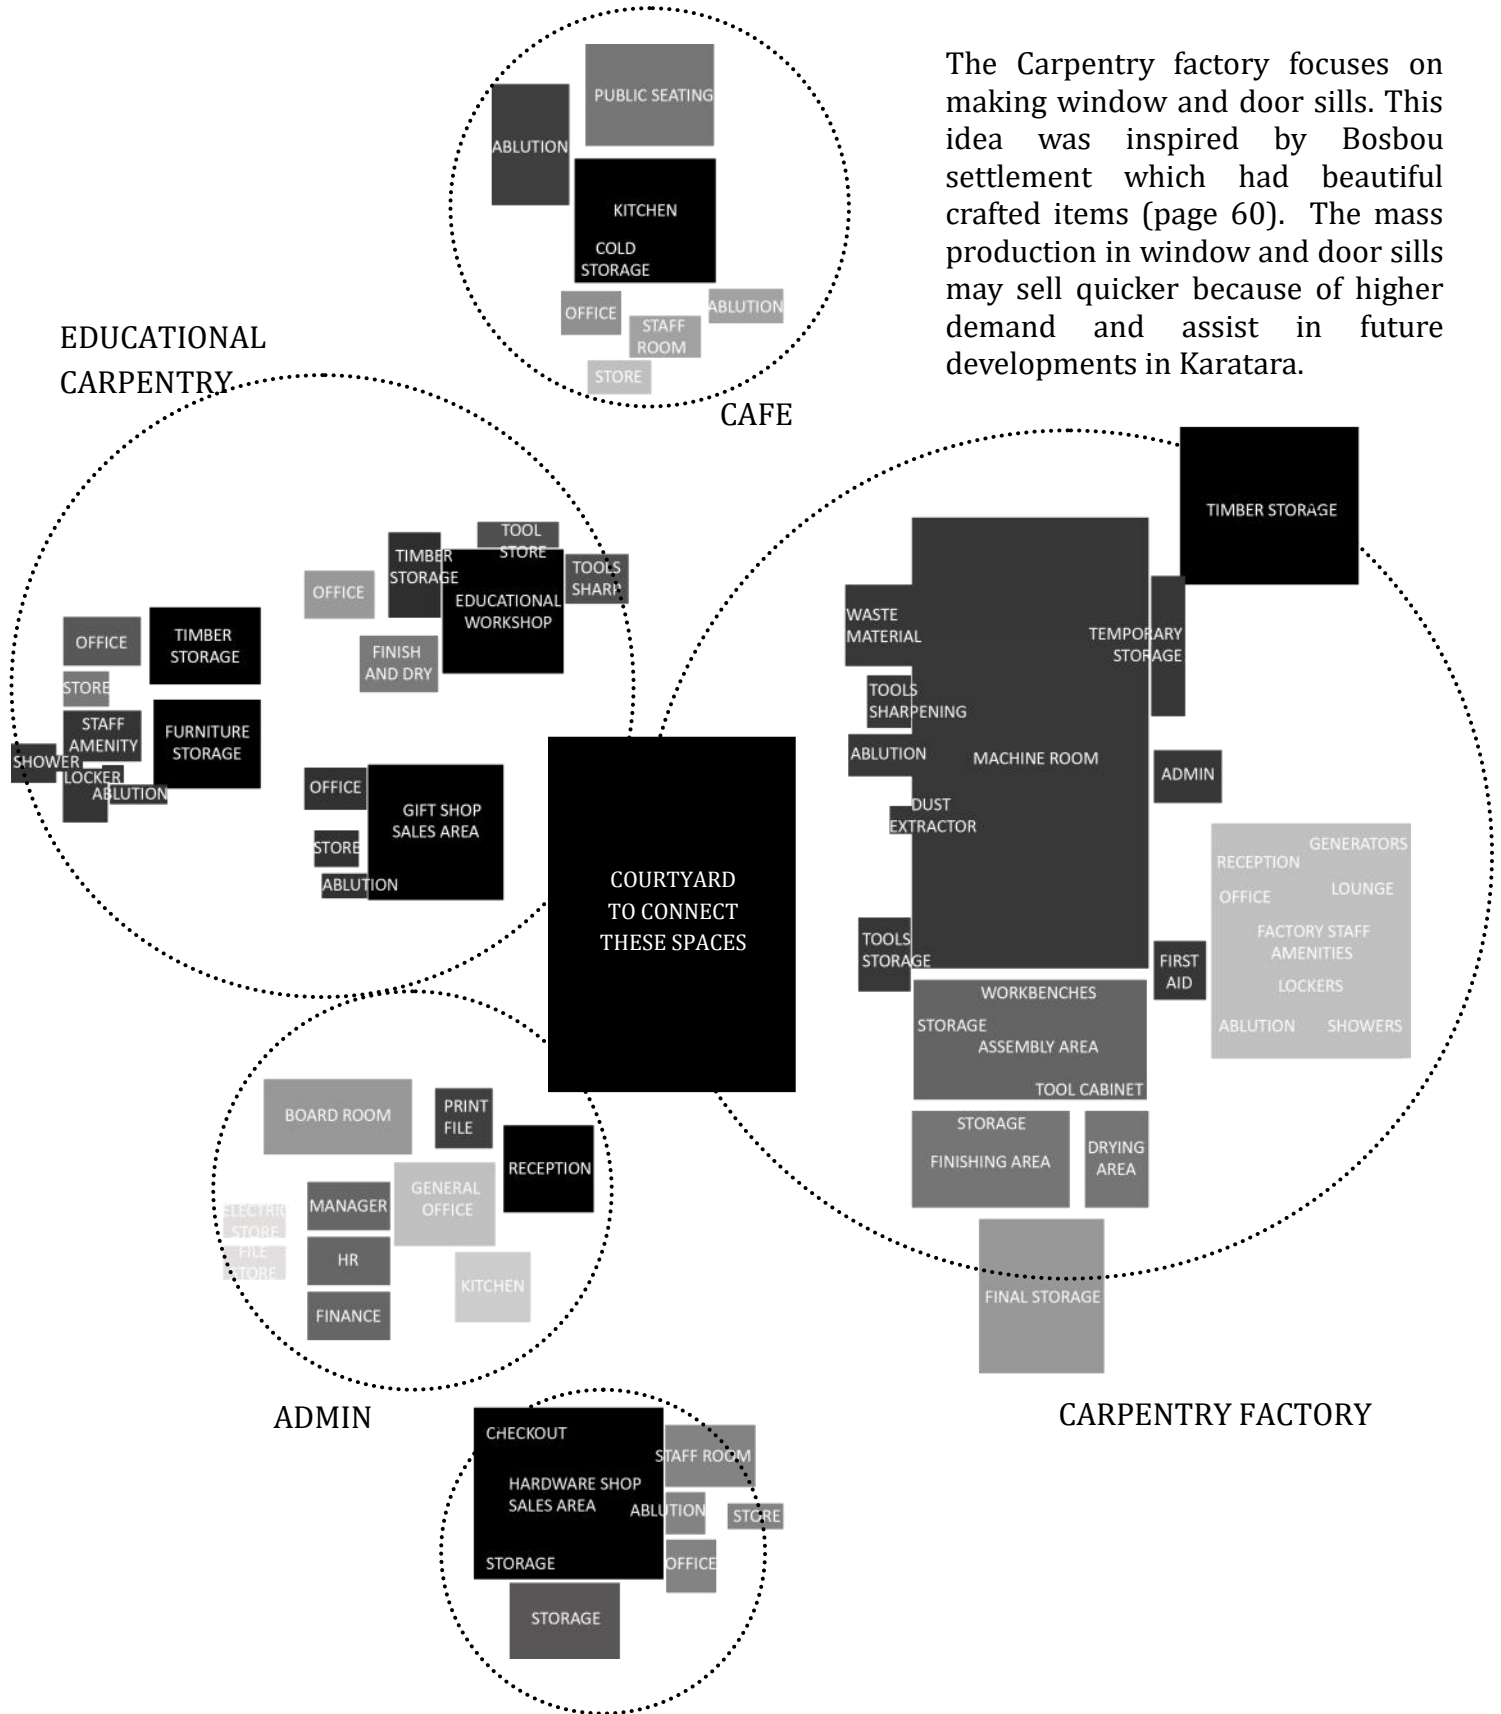 The Carpentry factory focuses on
making window and door sills. This
idea was inspired by Bosbou
settlement which had beautiful
crafted items (page 60). The mass
production in window and door sills
may sell quicker because of higher
demand and assist in future
developments in Karatara.
PUBLIC SEATING
ABLUTION
KITCHEN
COLD
STORAGE
OFFICE
ABLUTION
STAFF
ROOM
STORE
CAFE
EDUCATIONAL
CARPENTRY
TOOL
STORE
TIMBER
STORAGE
TOOLS
SHARP
OFFICE
EDUCATIONAL
WORKSHOP
FINISH
AND DRY
OFFICE
TIMBER
STORAGE
STORE
STAFF
AMENITY
FURNITURE
STORAGE
SHOWER
LOCKER
ABLUTION
OFFICE
GIFT SHOP
SALES AREA
STORE
ABLUTION
COURTYARD
TO CONNECT
THESE SPACES
TIMBER STORAGE
WASTE
MATERIAL
TEMPORARY
STORAGE
TOOLS
SHARPENING
ABLUTION
MACHINE ROOM
ADMIN
DUST
EXTRACTOR
GENERATORS
RECEPTION
LOUNGE
OFFICE
FACTORY STAFF
AMENITIES
LOCKERS
ABLUTION
SHOWERS
TOOLS
STORAGE
FIRST
AID
WORKBENCHES
STORAGE
ASSEMBLY AREA
TOOL CABINET
STORAGE
FINISHING AREA
DRYING
AREA
FINAL STORAGE
CARPENTRY FACTORY
BOARD ROOM
PRINT
FILE
RECEPTION
GENERAL
OFFICE
MANAGER
ELECTRIC
STORE
FILE
STORE
HR
KITCHEN
FINANCE
ADMIN
CHECKOUT
STAFF ROOM
HARDWARE SHOP
SALES AREA
ABLUTION
STORE
STORAGE
OFFICE
STORAGE